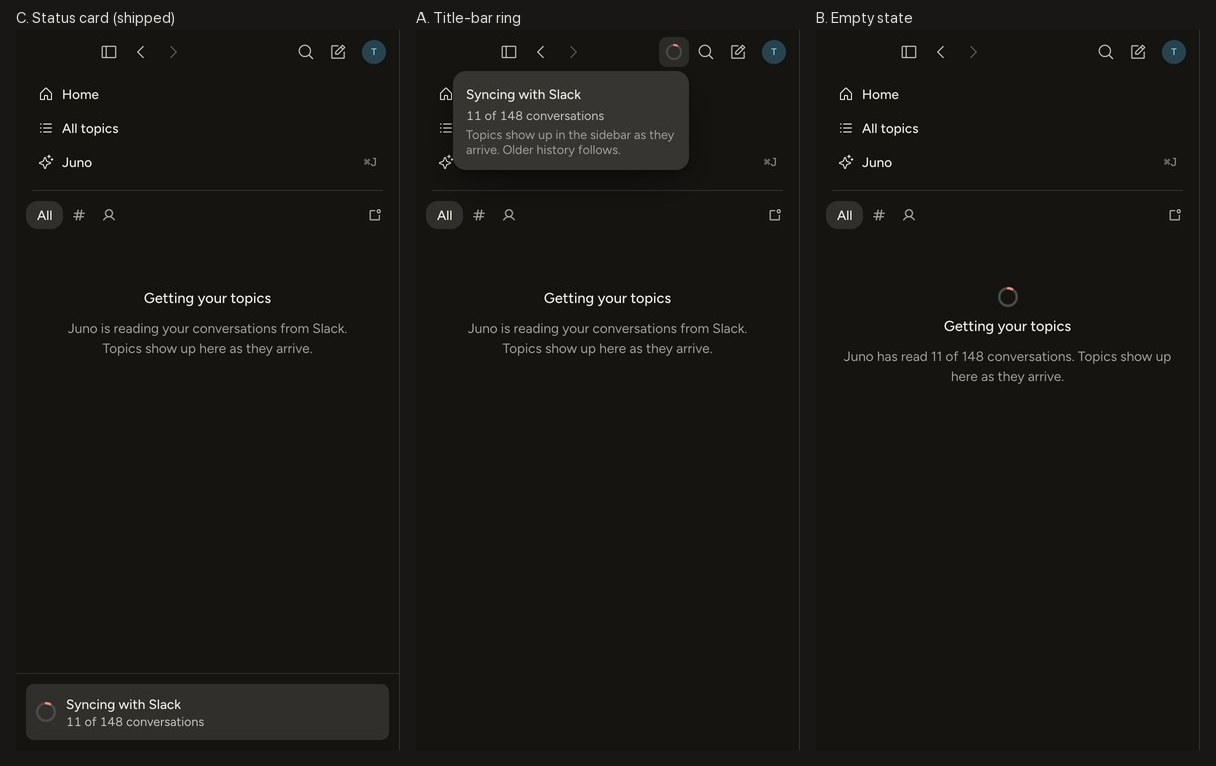 C. Status card (shipped)
T
Home
All topics
Juno
⌘J
All
Getting your topics
Juno is reading your conversations from Slack.
Topics show up here as they arrive.
Syncing with Slack
11 of 148 conversations
A. Title-bar ring
T
Syncing with Slack
11 of 148 conversations
Topics show up in the sidebar as they
arrive. Older history follows.
⌘J
All
Getting your topics
Juno is reading your conversations from Slack.
Topics show up here as they arrive.
B. Empty state
T
Home
All topics
Juno
⌘J
All
Getting your topics
Juno has read 11 of 148 conversations. Topics show up
here as they arrive.